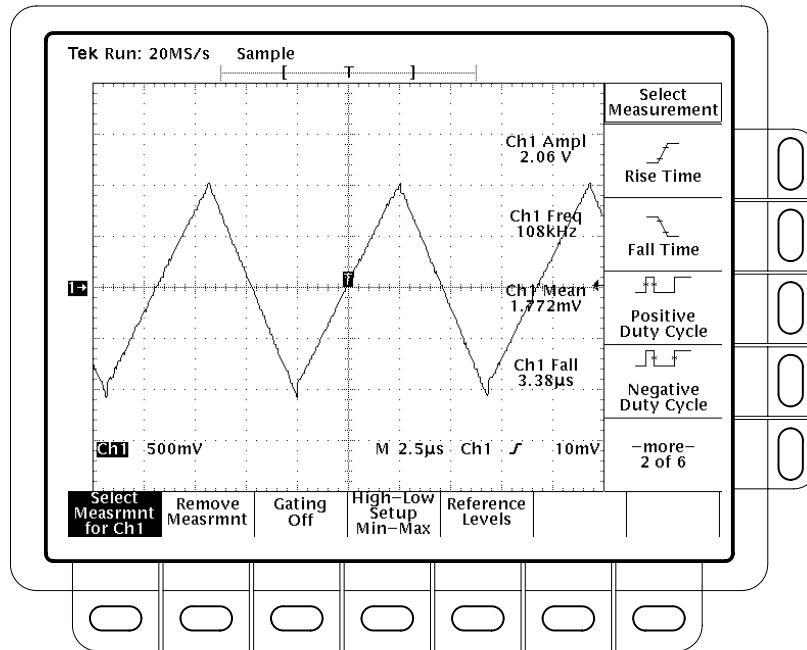 Tek Run: 20MS/s Sample
[ T ]
Select
Measurement
Ch1 Ampl
2.06 V
Rise Time
Ch1 Freq
108kHz
Fall Time
T
1→
Ch1 Mean
1.772mV
Positive
Duty Cycle
Ch1 Fall
3.38µs
Negative
Duty Cycle
Ch1 500mV M 2.5µs Ch1 10mV
–more–
2 of 6
Select
Measrmnt
for Ch1
Remove
Measrmnt
Gating
Off
High–Low
Setup
Min–Max
Reference
Levels